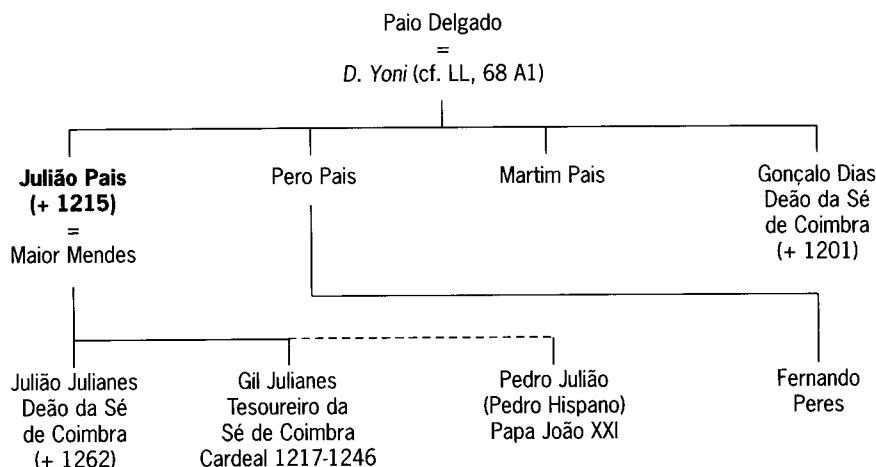 Paio Delgado
=
D. Yoni (cf. LL, 68 A1)
Julião Pais
(+ 1215)
=
Maior Mendes
Pero Pais
Martim Pais
Gonçalo Dias
Deão da Sé
de Coimbra
(+ 1201)
Julião Julianes
Deão da Sé
de Coimbra
(+ 1262)
Gil Julianes
Tesoureiro da
Sé de Coimbra
Cardeal 1217-1246
Pedro Julião
(Pedro Hispano)
Papa João XXI
Fernando
Peres